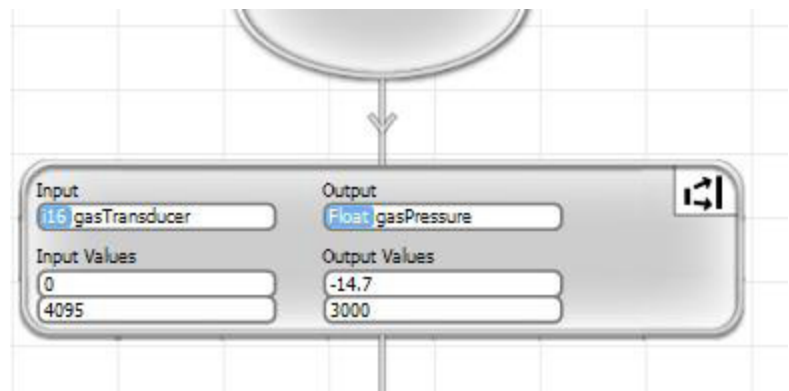 Input Output
i16 gasTransducer Float gasPressure
Input Values Output Values
0 -14.7
4095 3000